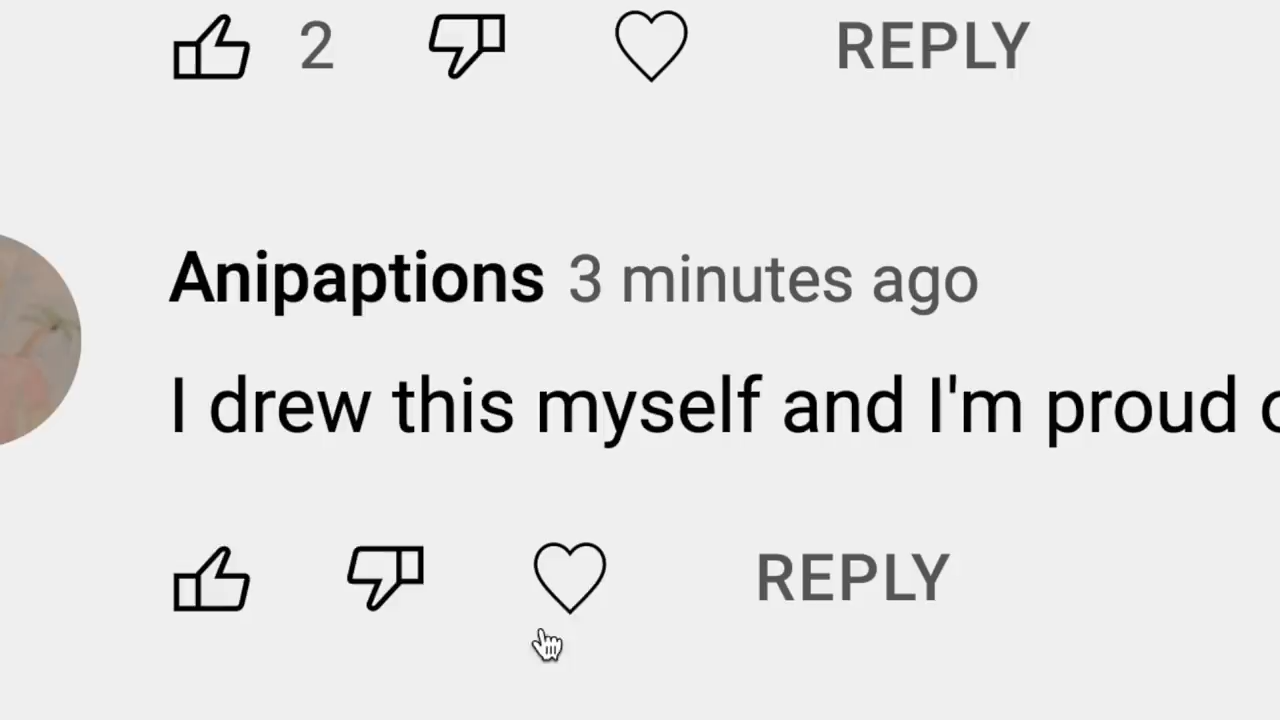 2 REPLY
Anipaptions 3 minutes ago
I drew this myself and I'm proud
REPLY